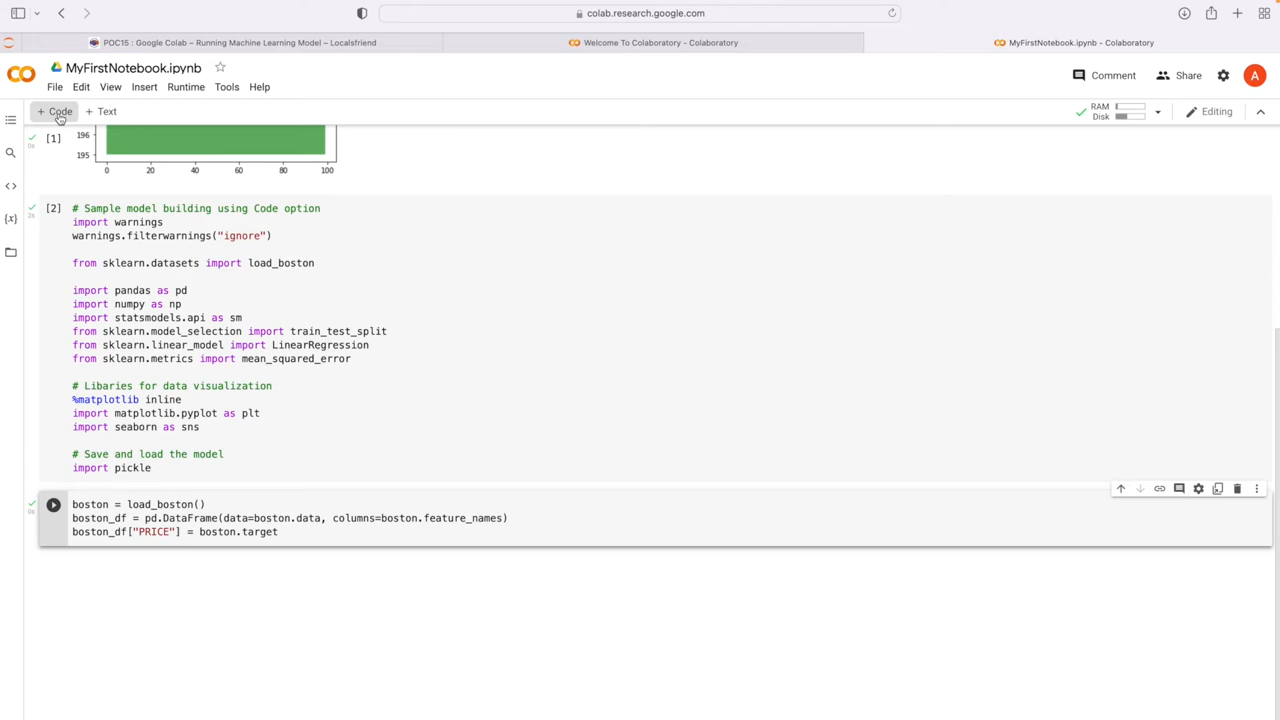 colab.research.google.com
POC15 : Google Colab – Running Machine Learning Model – Localsfriend
Welcome To Colaboratory - Colaboratory
MyFirstNotebook.ipynb - Colaboratory
MyFirstNotebook.ipynb
Comment
Share
A
File Edit View Insert Runtime Tools Help
+ Code + Text
RAM
Disk
Editing
[1]
0s
196
195
0 20 40 60 80 100
[2]
2s
# Sample model building using Code option
import warnings
warnings.filterwarnings("ignore")
from sklearn.datasets import load_boston
import pandas as pd
import numpy as np
import statsmodels.api as sm
from sklearn.model_selection import train_test_split
from sklearn.linear_model import LinearRegression
from sklearn.metrics import mean_squared_error
# Libaries for data visualization
%matplotlib inline
import matplotlib.pyplot as plt
import seaborn as sns
# Save and load the model
import pickle
0s
boston = load_boston()
boston_df = pd.DataFrame(data=boston.data, columns=boston.feature_names)
boston_df["PRICE"] = boston.target